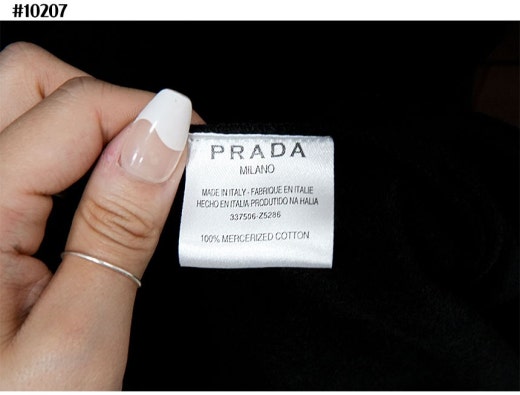 #10207
PRADA
MILANO
MADE IN ITALY - FABRIQUE EN ITALIE
HECHO EN ITALIA PRODUTIDO NA HALIA
337506-Z5286
100% MERCERIZED COTTON